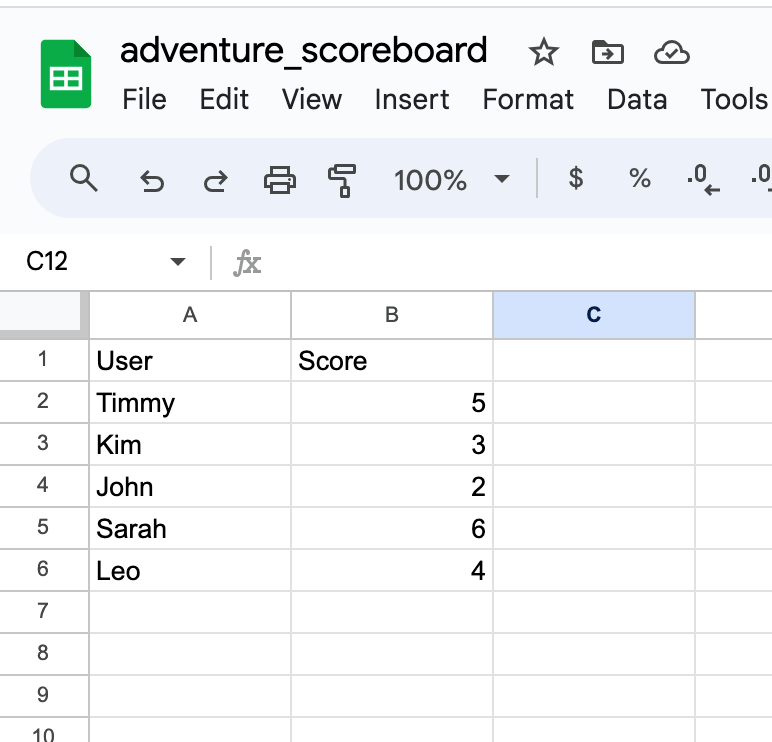 adventure_scoreboard
File Edit View Insert Format Data Tools
100% $ % .0 .0
C12 fx
A B C
1 User Score
2 Timmy 5
3 Kim 3
4 John 2
5 Sarah 6
6 Leo 4
7
8
9
10